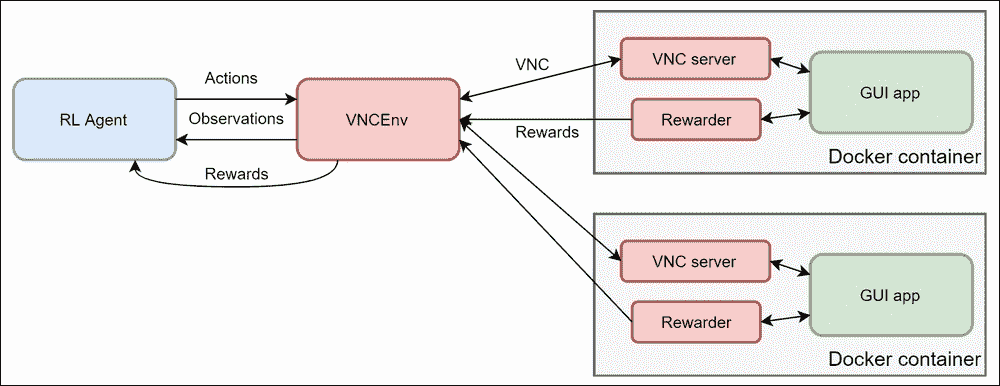 Actions
RL Agent
Observations
Rewards
VNCEnv
VNC
Rewards
VNC server
Rewarder
GUI app
Docker container
VNC server
Rewarder
GUI app
Docker container